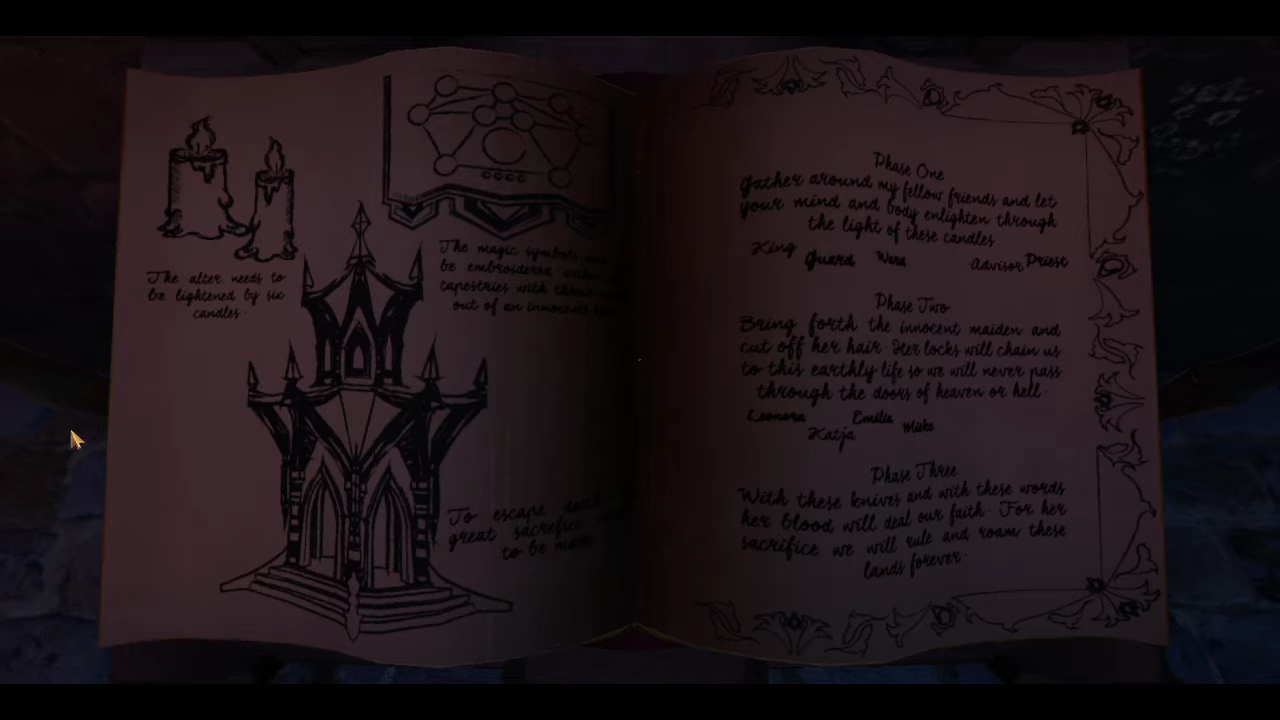 The alter needs to
be lightened by six
candles.
The magic symbols
be embroidered
tapestries with
out of an innocent
To escape death
great sacrefice
to be made
Phase One
Gather around my fellow friends and let
your mind and body enlighten through
the light of these candles
King Guard Advisor Priest
Phase Two
Bring forth the innocent maiden and
cut off her hair. Her locks will chain us
to this earthly life so we will never pass
through the doors of heaven or hell.
Leonora Emilia
Katja Mieke
Phase Three
With these knives and with these words
her blood will deal our faith. For her
sacrifice we will rule and roam these
lands forever.